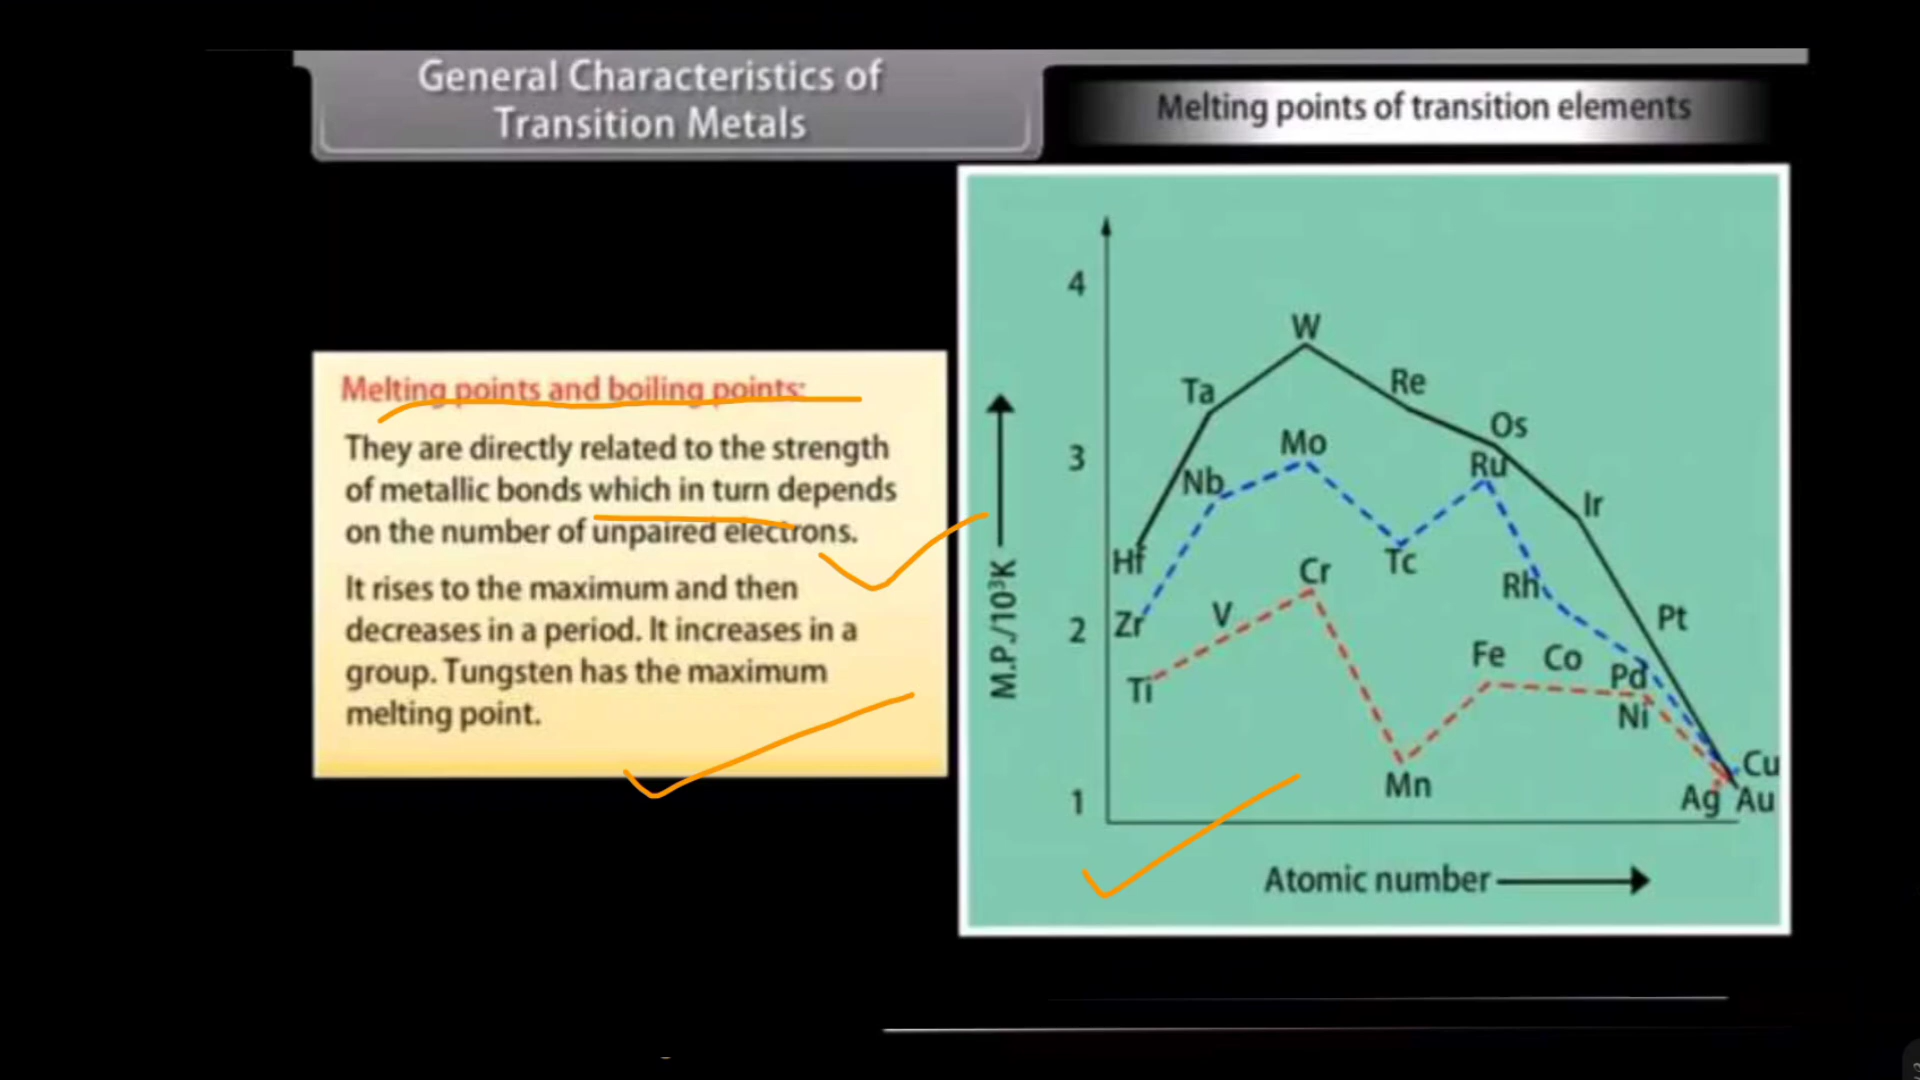 General Characteristics of
Transition Metals
Melting points of transition elements
Melting points and boiling points:
They are directly related to the strength
of metallic bonds which in turn depends
on the number of unpaired electrons.
It rises to the maximum and then
decreases in a period. It increases in a
group. Tungsten has the maximum
melting point.
4
3
2
1
M.P./10³K
W
Ta
Re
Os
Mo
Ru
Nb
Ir
Hf
Tc
Cr
Rh
V
Zr
Pt
Fe
Co
Pd
Ti
Ni
Mn
Cu
Ag
Au
Atomic number